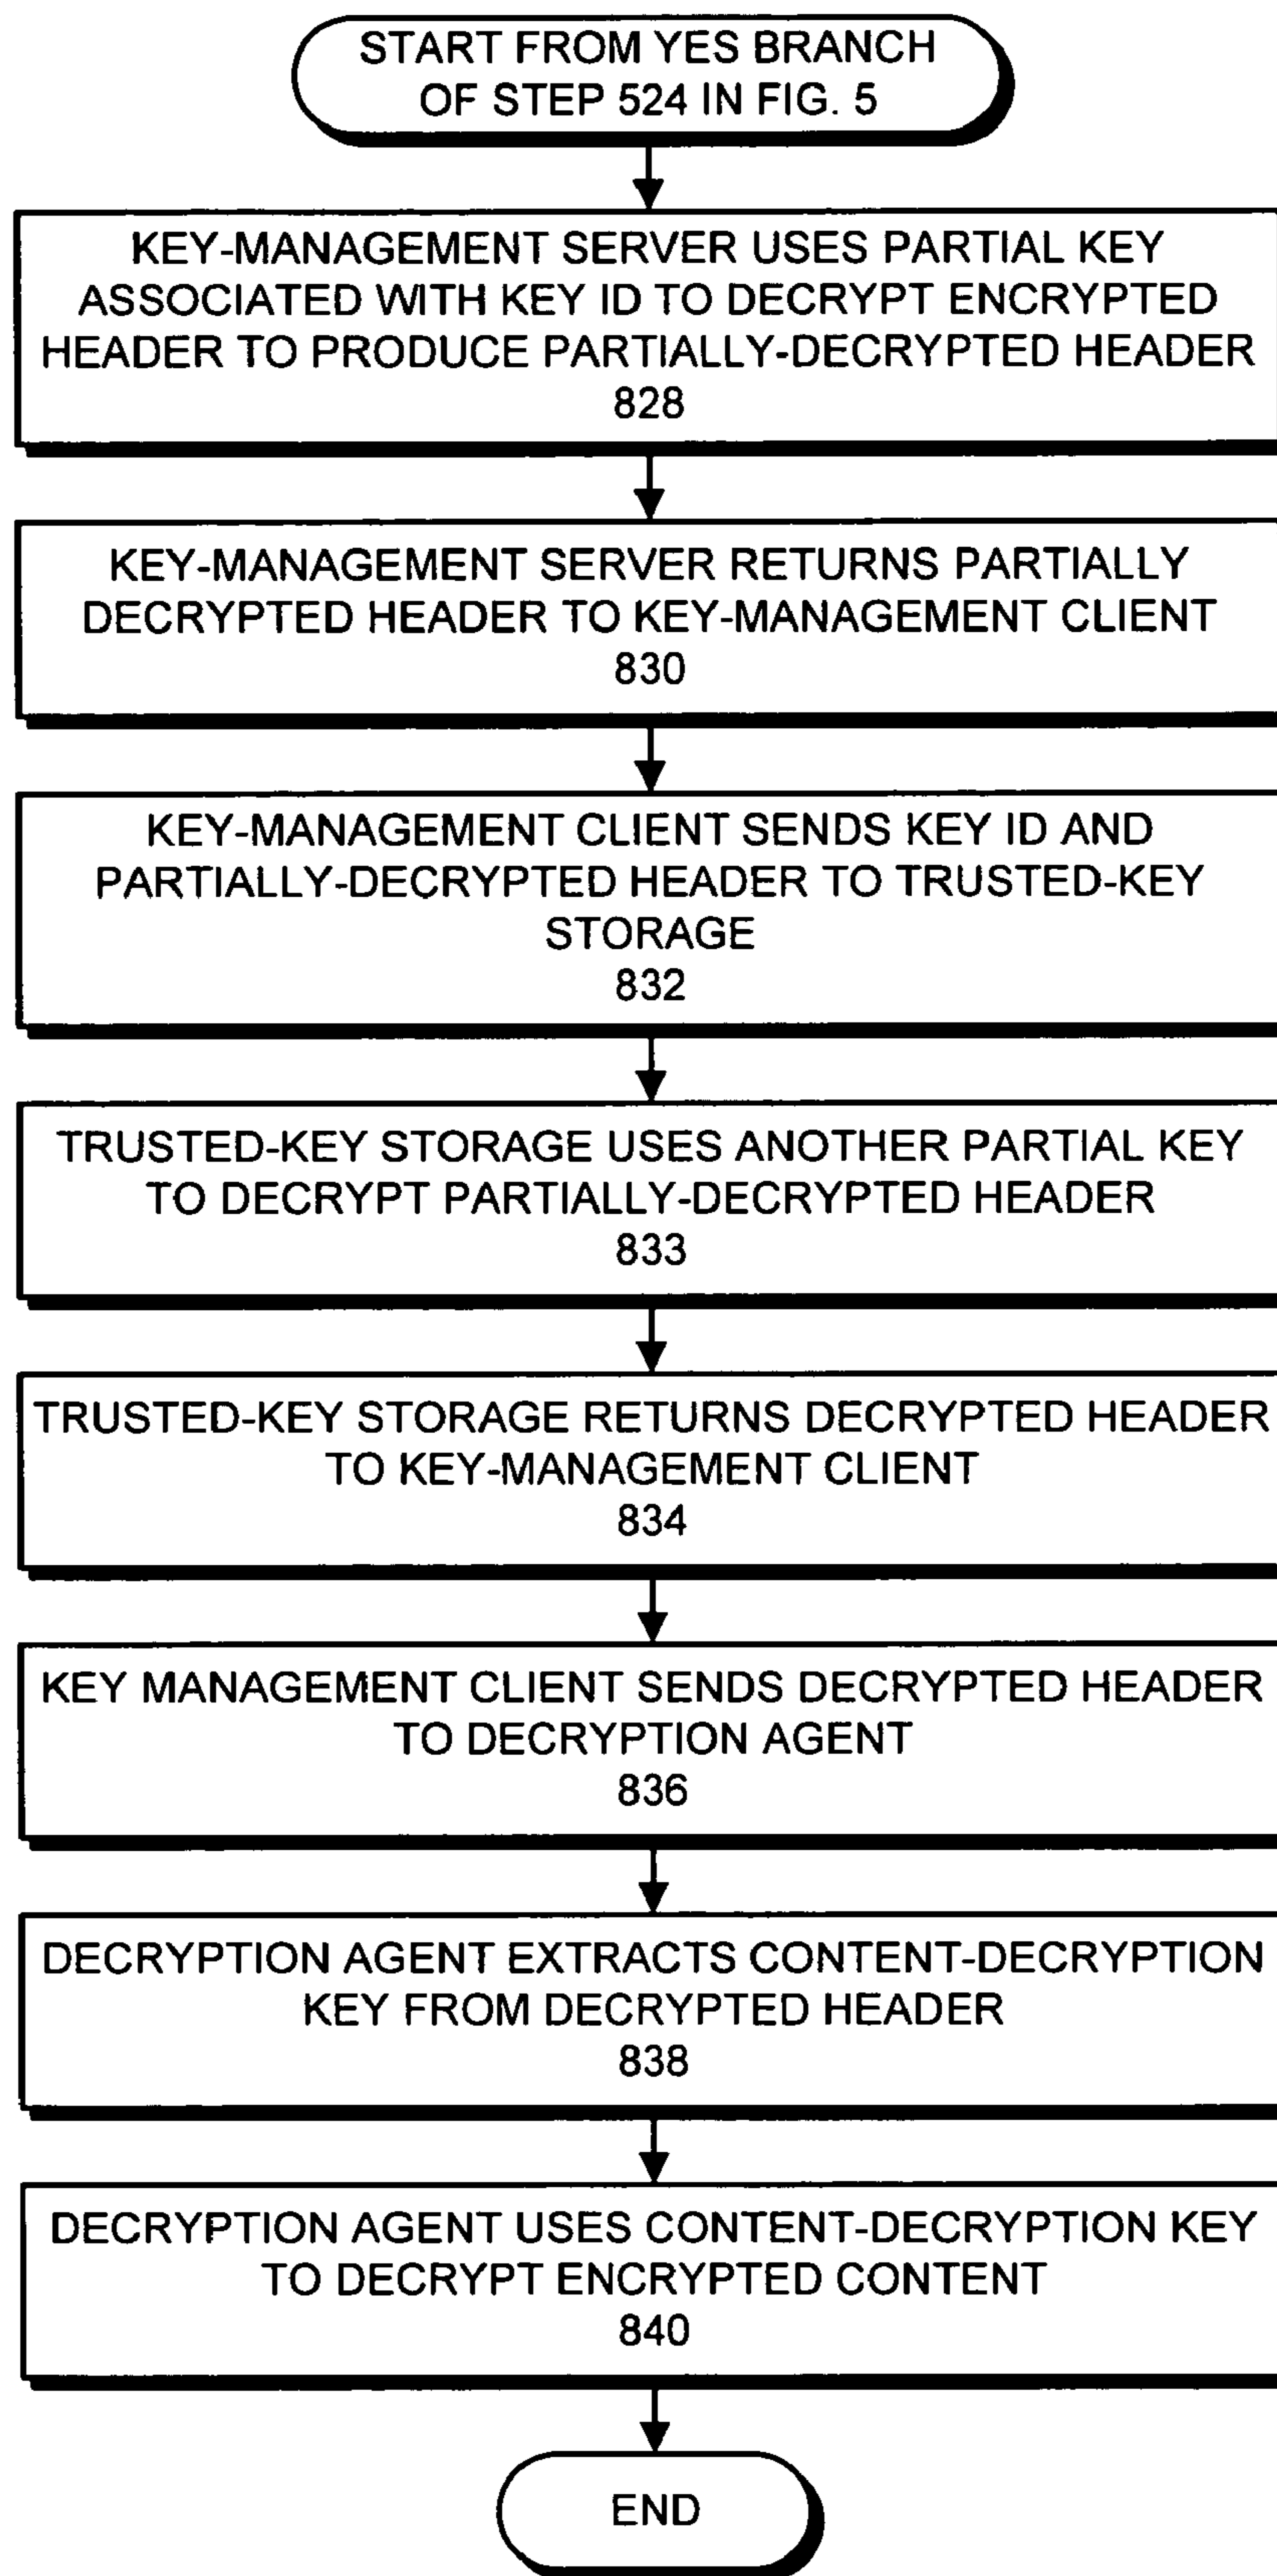 START FROM YES BRANCH
OF STEP 524 IN FIG. 5
KEY-MANAGEMENT SERVER USES PARTIAL KEY
ASSOCIATED WITH KEY ID TO DECRYPT ENCRYPTED
HEADER TO PRODUCE PARTIALLY-DECRYPTED HEADER
828
KEY-MANAGEMENT SERVER RETURNS PARTIALLY
DECRYPTED HEADER TO KEY-MANAGEMENT CLIENT
830
KEY-MANAGEMENT CLIENT SENDS KEY ID AND
PARTIALLY-DECRYPTED HEADER TO TRUSTED-KEY
STORAGE
832
TRUSTED-KEY STORAGE USES ANOTHER PARTIAL KEY
TO DECRYPT PARTIALLY-DECRYPTED HEADER
833
TRUSTED-KEY STORAGE RETURNS DECRYPTED HEADER
TO KEY-MANAGEMENT CLIENT
834
KEY MANAGEMENT CLIENT SENDS DECRYPTED HEADER
TO DECRYPTION AGENT
836
DECRYPTION AGENT EXTRACTS CONTENT-DECRYPTION
KEY FROM DECRYPTED HEADER
838
DECRYPTION AGENT USES CONTENT-DECRYPTION KEY
TO DECRYPT ENCRYPTED CONTENT
840
END